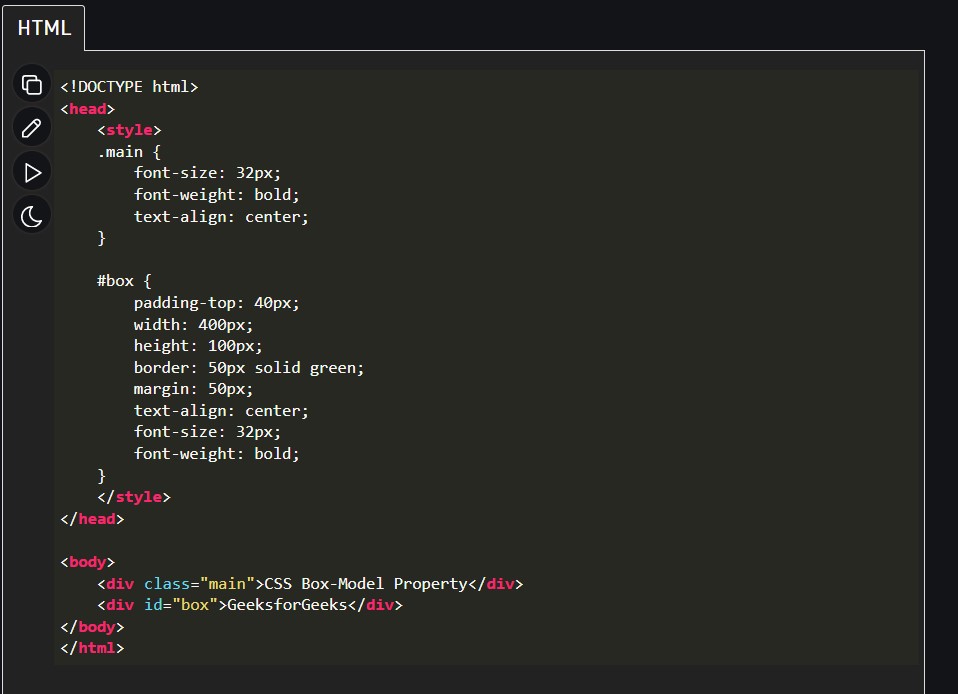 HTML
<!DOCTYPE html>
<head>
    <style>
    .main {
        font-size: 32px;
        font-weight: bold;
        text-align: center;
    }

    #box {
        padding-top: 40px;
        width: 400px;
        height: 100px;
        border: 50px solid green;
        margin: 50px;
        text-align: center;
        font-size: 32px;
        font-weight: bold;
    }
    </style>
</head>

<body>
    <div class="main">CSS Box-Model Property</div>
    <div id="box">GeeksforGeeks</div>
</body>
</html>